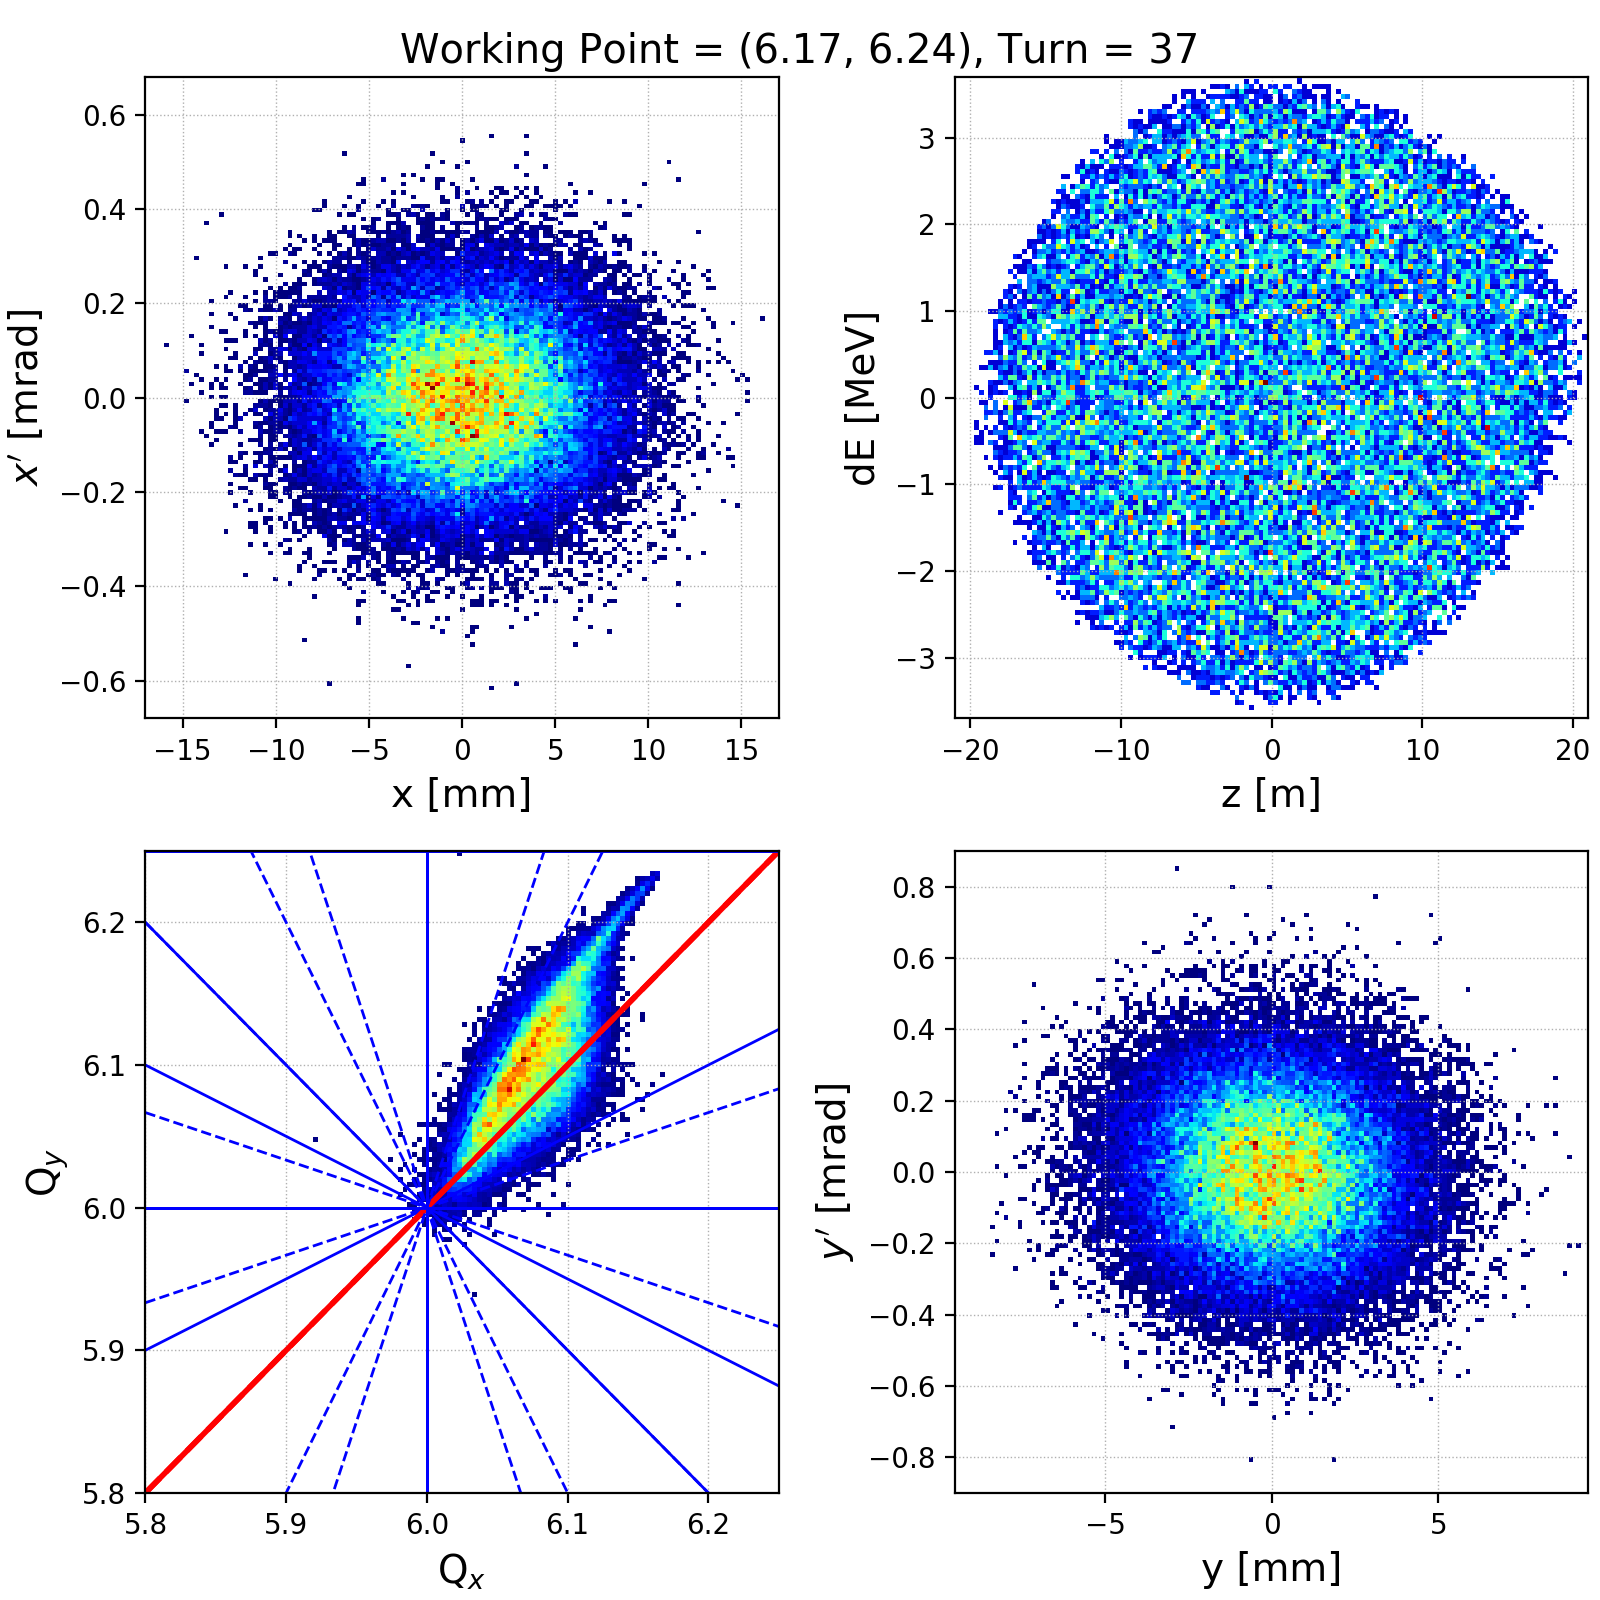 Working Point = (6.17, 6.24), Turn = 37
0.6
0.4
0.2
0.0
−0.2
−0.4
−0.6
x′ [mrad]
−15 −10 −5 0 5 10 15
x [mm]
3
2
1
0
−1
−2
−3
dE [MeV]
−20 −10 0 10 20
z [m]
6.2
6.1
6.0
5.9
5.8
Qy
5.8 5.9 6.0 6.1 6.2
Qx
0.8
0.6
0.4
0.2
0.0
−0.2
−0.4
−0.6
−0.8
y′ [mrad]
−5 0 5
y [mm]